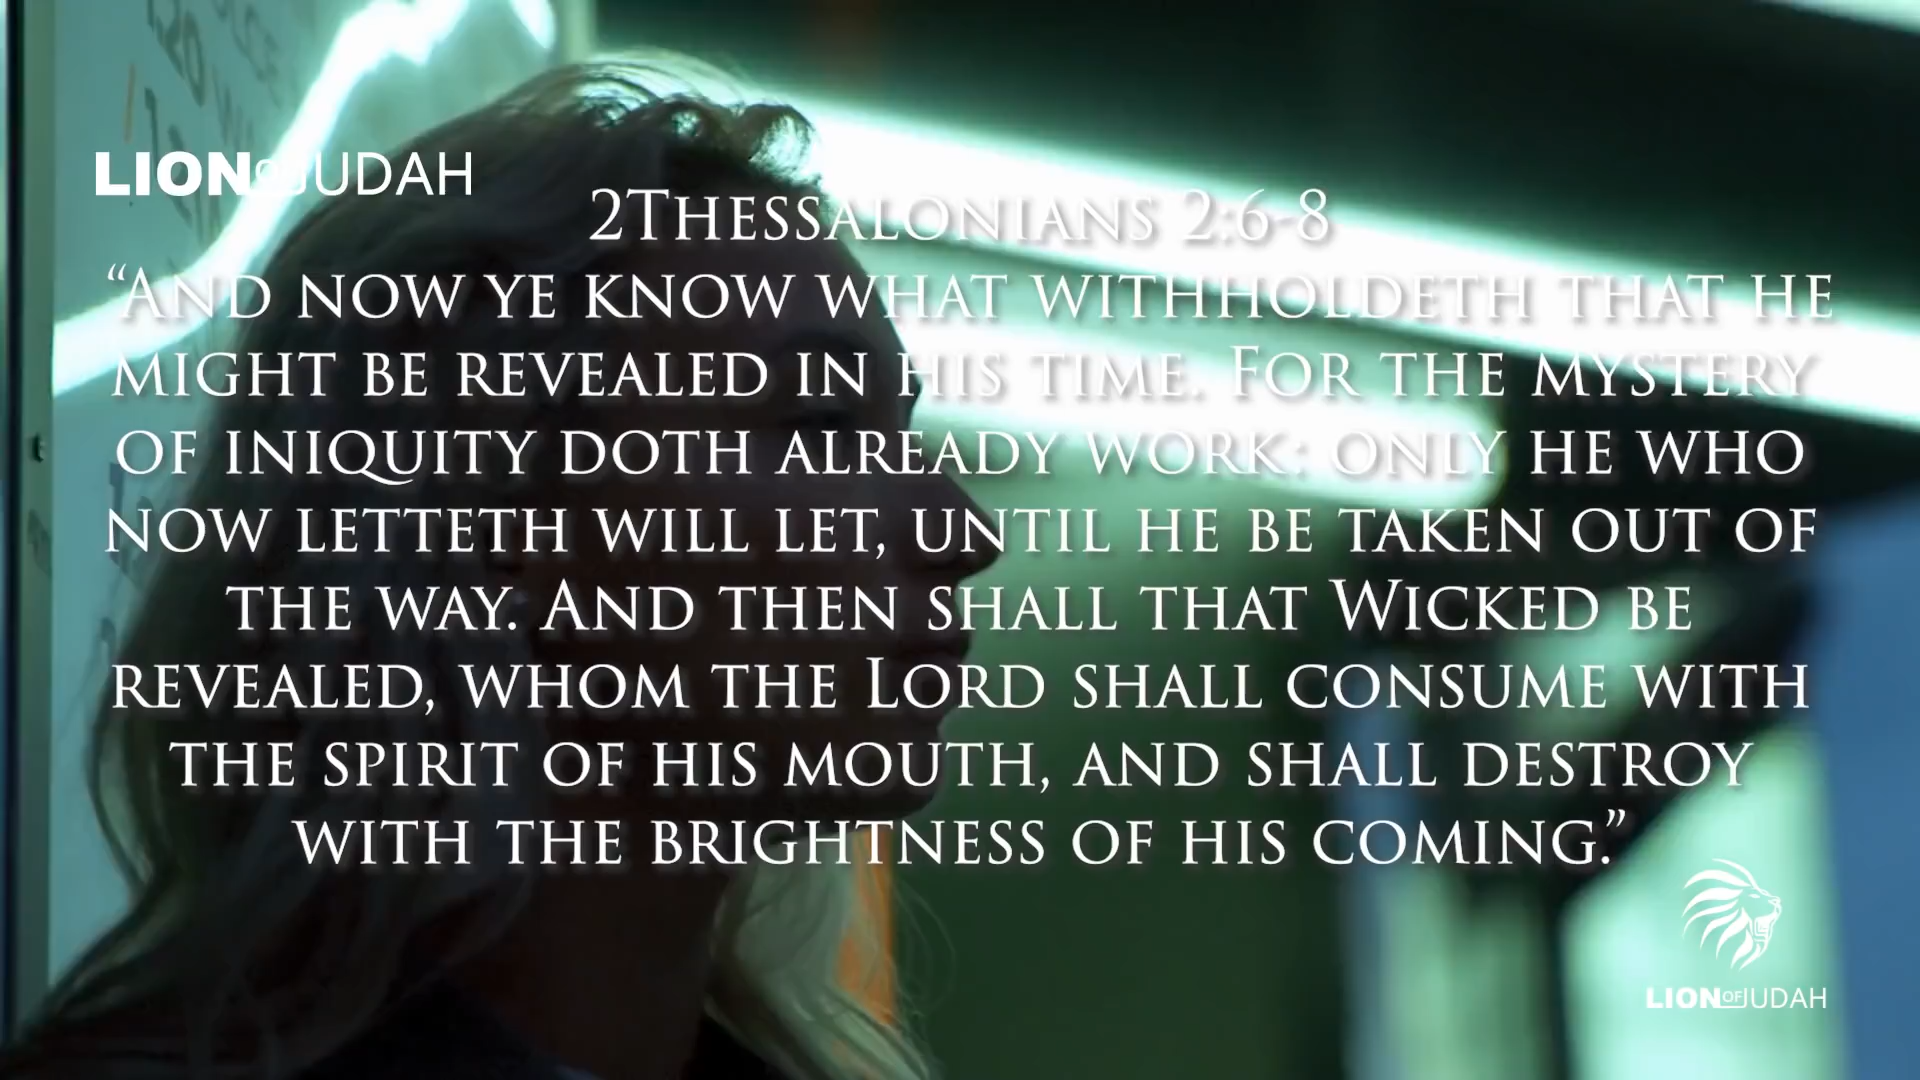 LION OF JUDAH
2Thessalonians 2:6-8
“And now ye know what withholdeth that he
might be revealed in his time. For the mystery
of iniquity doth already work: only he who
now letteth will let, until he be taken out of
the way. And then shall that Wicked be
revealed, whom the Lord shall consume with
the spirit of his mouth, and shall destroy
with the brightness of his coming.”
LION OF JUDAH